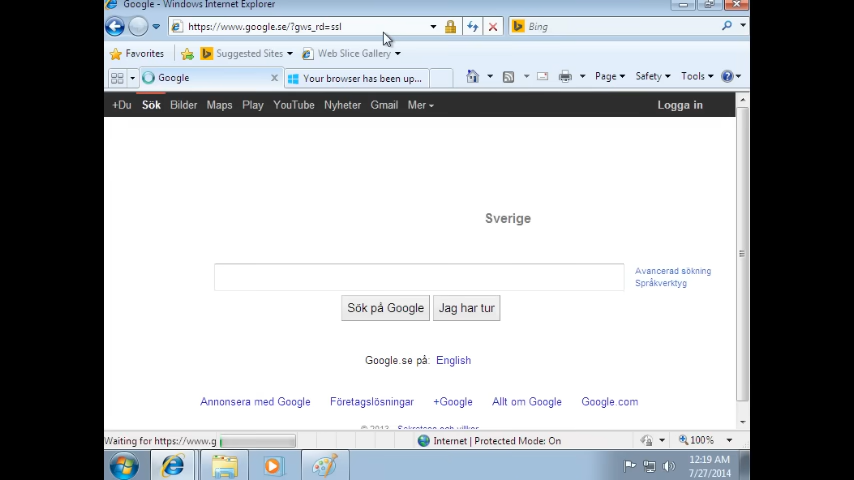 Google - Windows Internet Explorer
https://www.google.se/?gws_rd=ssl
Bing
Favorites Suggested Sites Web Slice Gallery
Google Your browser has been up... Page Safety Tools
+Du Sök Bilder Maps Play YouTube Nyheter Gmail Mer Logga in
Sverige
Avancerad sökning
Språkverktyg
Sök på Google Jag har tur
Google.se på: English
Annonsera med Google Företagslösningar +Google Allt om Google Google.com
© 2013 - Sekretess och villkor
Waiting for https://www.g Internet | Protected Mode: On 100%
12:19 AM
7/27/2014